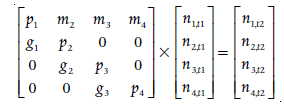 p₁ m₂ m₃ m₄ n₁,t1 n₁,t2
g₁ p₂ 0 0 × n₂,t1 = n₂,t2
0 g₂ p₃ 0 n₃,t1 n₃,t2
0 0 g₃ p₄ n₄,t1 n₄,t2